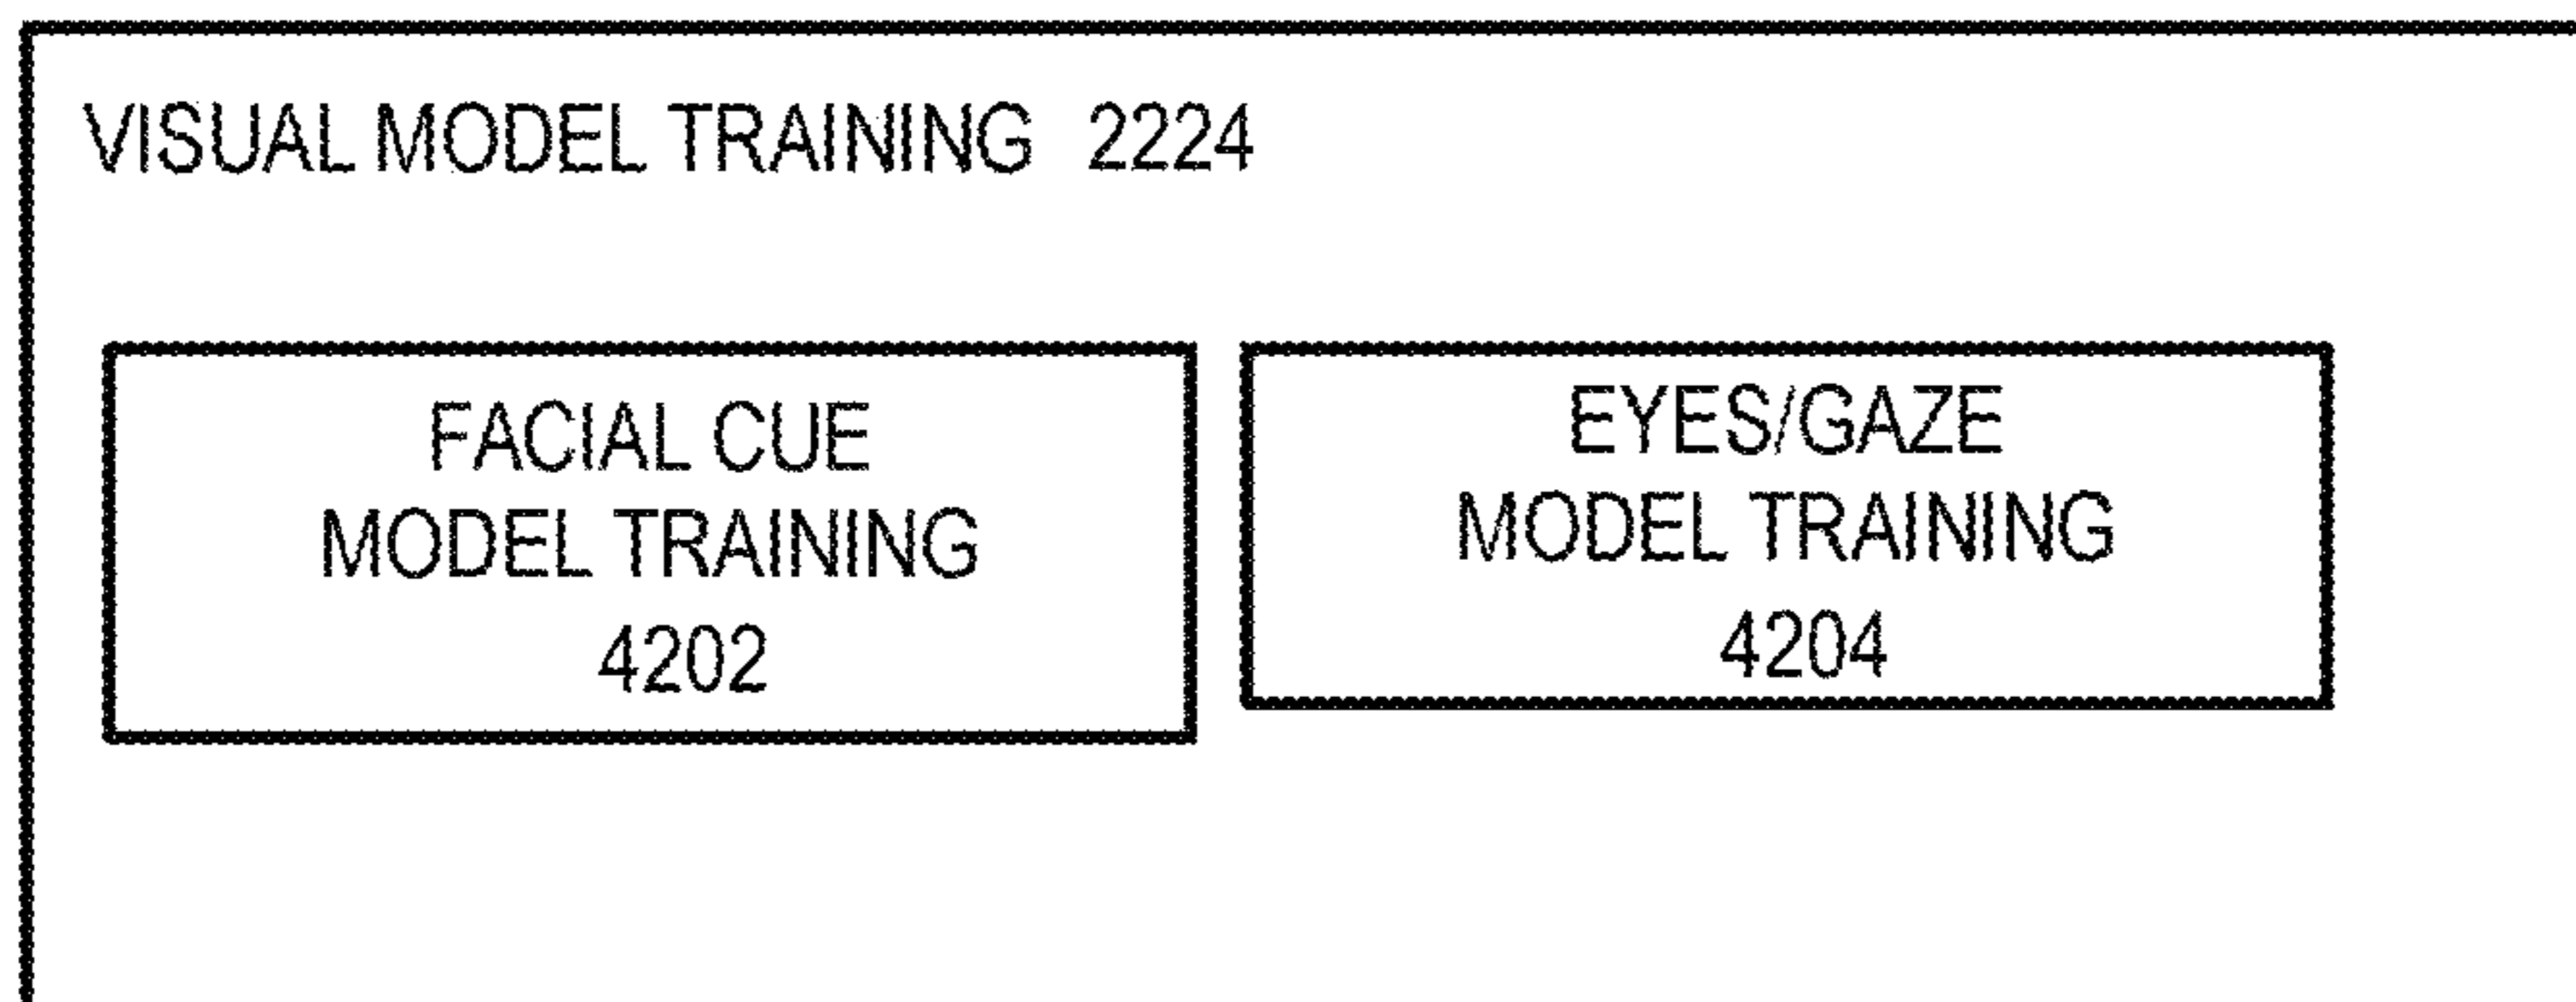 VISUAL MODEL TRAINING 2224
FACIAL CUE
MODEL TRAINING
4202
EYES/GAZE
MODEL TRAINING
4204